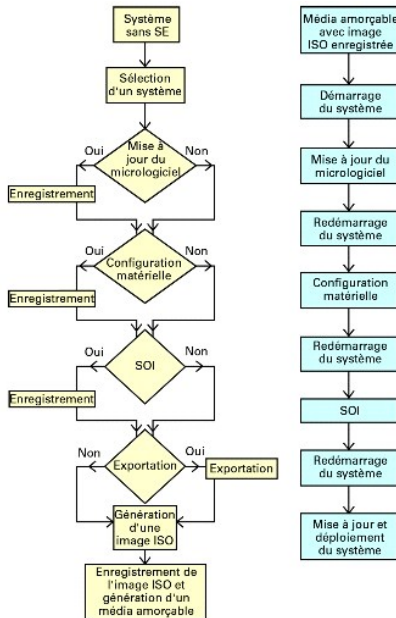 Système
sans SE
Sélection
d'un système
Mise à
jour du
micrologiciel
Oui
Non
Enregistrement
Configuration
matérielle
Oui
Non
Enregistrement
SOI
Oui
Non
Enregistrement
Exportation
Non
Oui
Exportation
Génération
d'une
image ISO
Enregistrement de
l'image ISO et
génération d'un
média amorçable
Média amorçable
avec image
ISO enregistrée
Démarrage
du système
Mise à jour du
micrologiciel
Redémarrage
du système
Configuration
matérielle
Redémarrage
du système
SOI
Redémarrage
du système
Mise à jour et
déploiement
du système